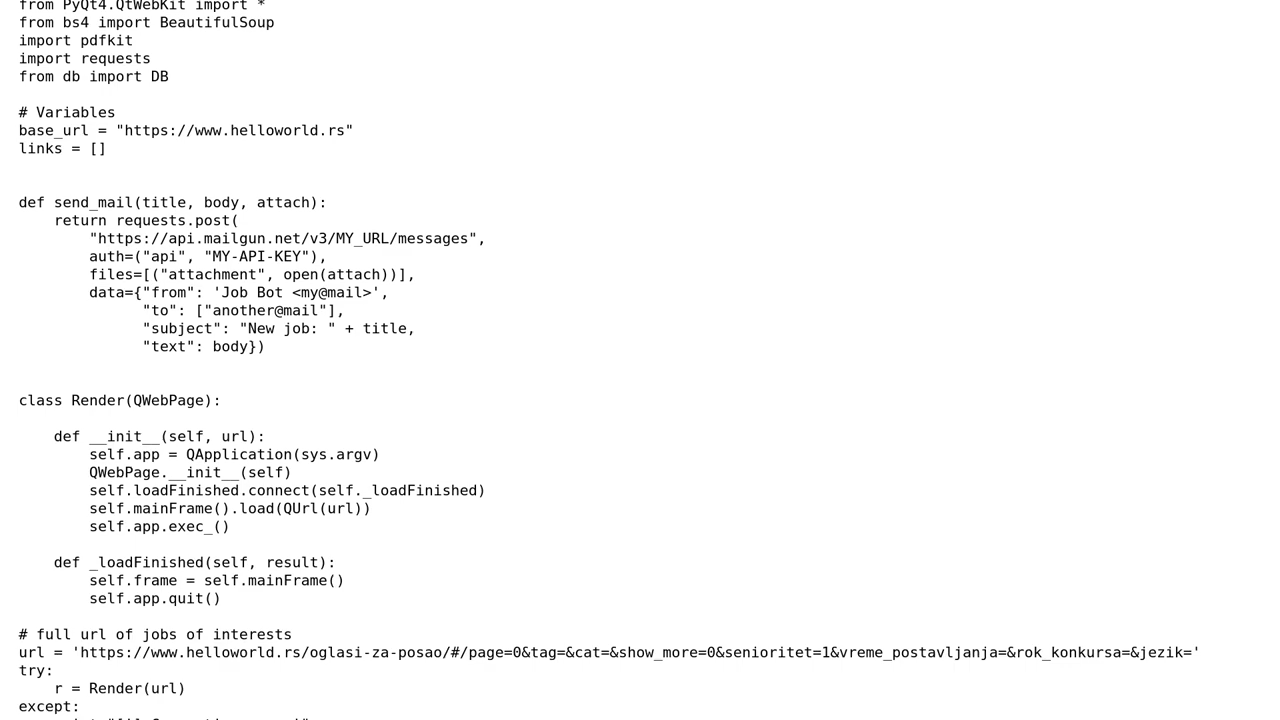 from PyQt4.QtWebKit import *
from bs4 import BeautifulSoup
import pdfkit
import requests
from db import DB
# Variables
base_url = "https://www.helloworld.rs"
links = []
def send_mail(title, body, attach):
    return requests.post(
        "https://api.mailgun.net/v3/MY_URL/messages",
        auth=("api", "MY-API-KEY"),
        files=[("attachment", open(attach))],
        data={"from": 'Job Bot <my@mail>',
              "to": ["another@mail"],
              "subject": "New job: " + title,
              "text": body})
class Render(QWebPage):
    def __init__(self, url):
        self.app = QApplication(sys.argv)
        QWebPage.__init__(self)
        self.loadFinished.connect(self._loadFinished)
        self.mainFrame().load(QUrl(url))
        self.app.exec_()
    def _loadFinished(self, result):
        self.frame = self.mainFrame()
        self.app.quit()
# full url of jobs of interests
url = 'https://www.helloworld.rs/oglasi-za-posao/#/page=0&tag=&cat=&show_more=0&senioritet=1&vreme_postavljanja=&rok_konkursa=&jezik='
try:
    r = Render(url)
except: